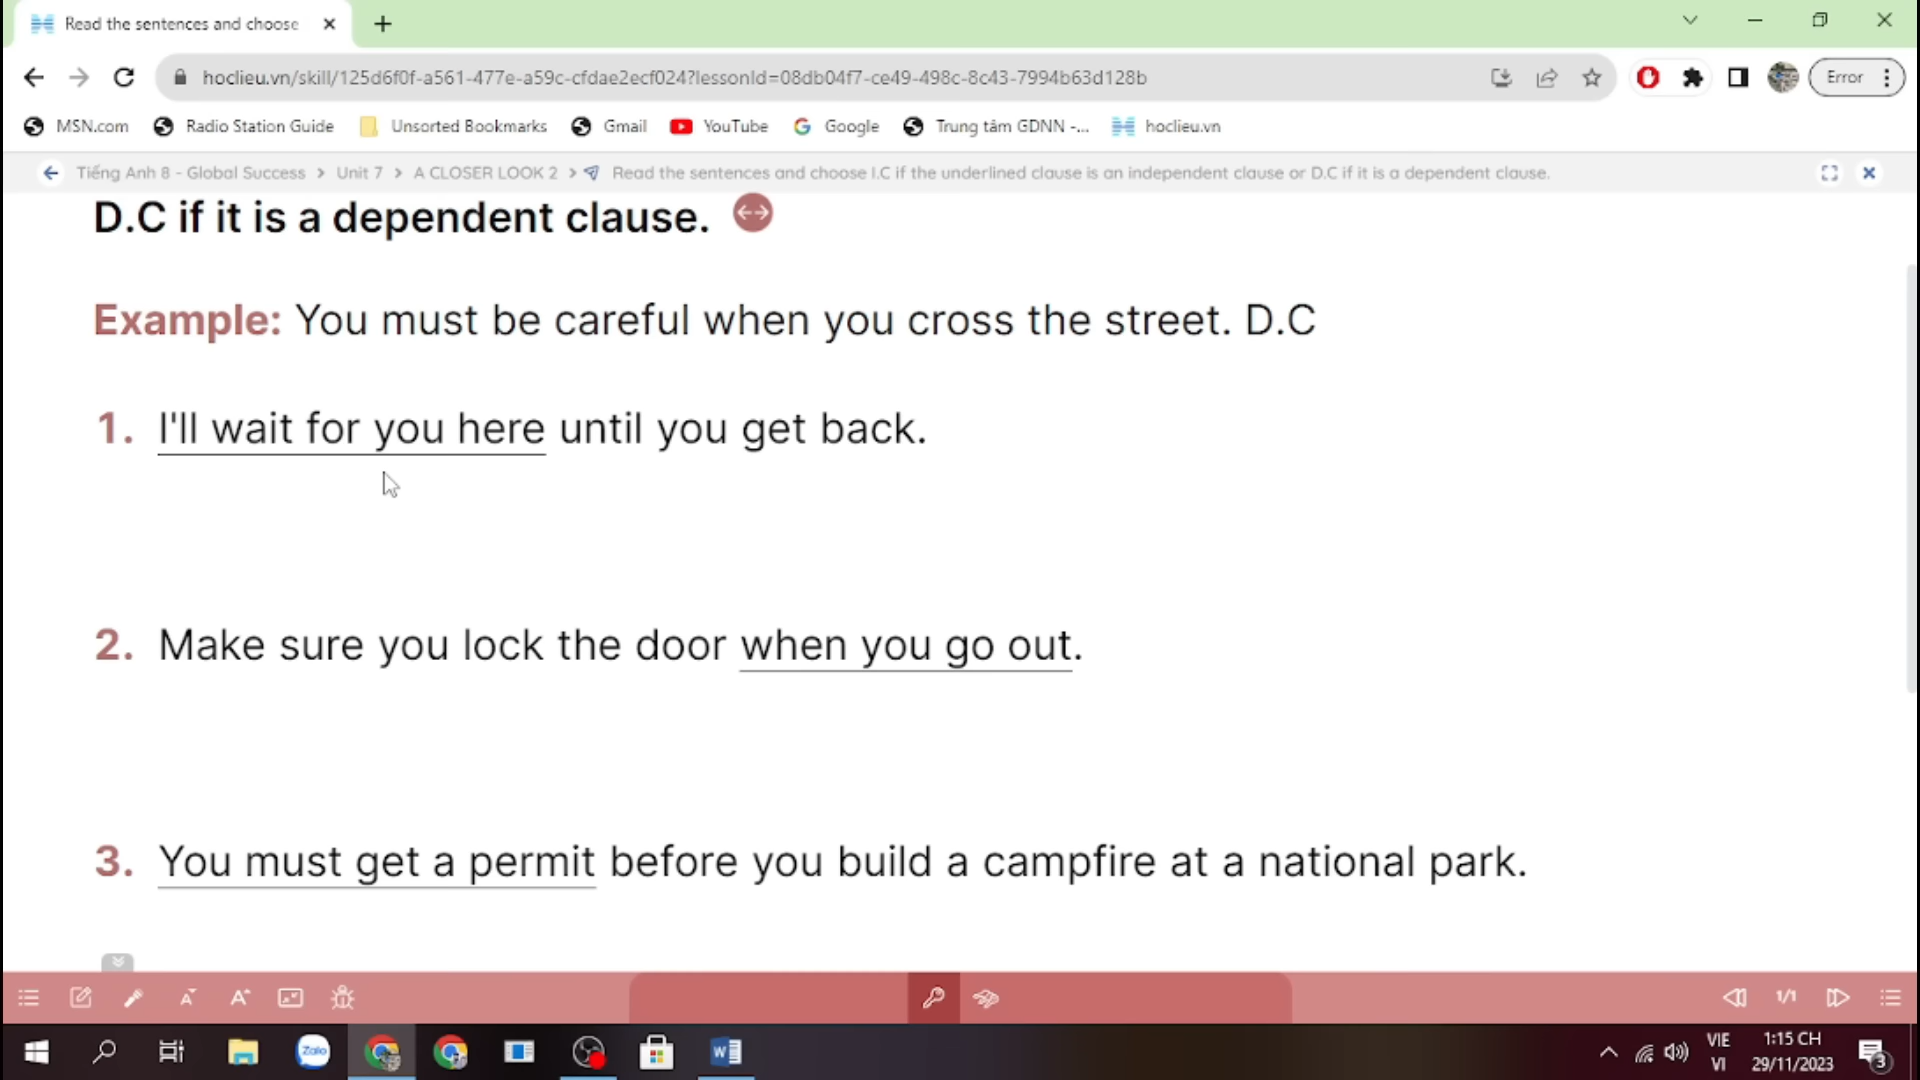 Read the sentences and choose
hoclieu.vn/skill/125d6f0f-a561-477e-a59c-cfdae2ecf024?lessonId=08db04f7-ce49-498c-8c43-7994b63d128b
Error
MSN.com Radio Station Guide Unsorted Bookmarks Gmail YouTube Google Trung tâm GDNN -... hoclieu.vn
Tiếng Anh 8 - Global Success > Unit 7 > A CLOSER LOOK 2 > Read the sentences and choose I.C if the underlined clause is an independent clause or D.C if it is a dependent clause.
D.C if it is a dependent clause.
Example: You must be careful when you cross the street. D.C
1. I'll wait for you here until you get back.
2. Make sure you lock the door when you go out.
3. You must get a permit before you build a campfire at a national park.
A A 1/1
Zalo W VIE 1:15 CH
VI 29/11/2023 3